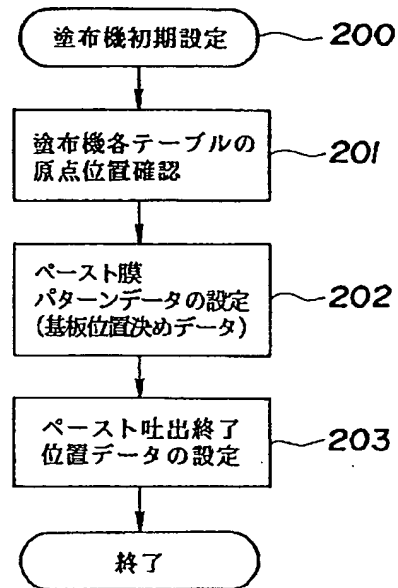 塗布機初期設定
200
塗布機各テーブルの
原点位置確認
201
ペースト膜
パターンデータの設定
(基板位置決めデータ)
202
ペースト吐出終了
位置データの設定
203
終了